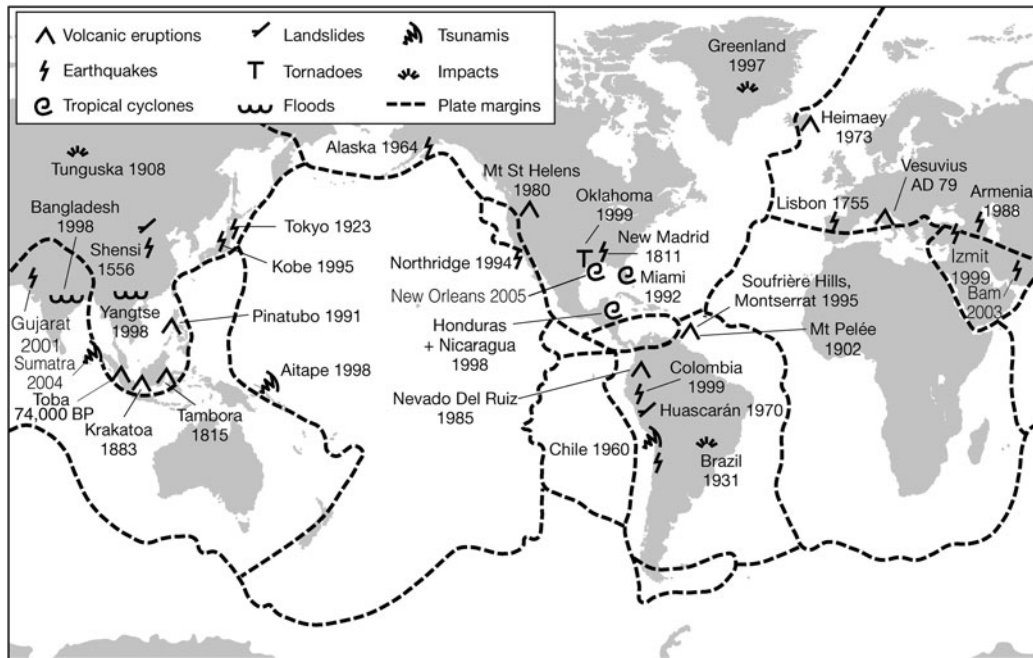 Volcanic eruptions
Landslides
Tsunamis
Earthquakes
Tornadoes
Impacts
Tropical cyclones
Floods
Plate margins
Greenland
1997
Heimaey
1973
Alaska 1964
Tunguska 1908
Mt St Helens
1980
Vesuvius
AD 79
Oklahoma
1999
Armenia
1988
Lisbon 1755
Bangladesh
1998
Tokyo 1923
New Madrid
1811
Shensi
1556
Kobe 1995
Northridge 1994
Izmit
1999
Miami
1992
Soufrière Hills,
Montserrat 1995
Bam
2003
New Orleans 2005
Yangtse
1998
Pinatubo 1991
Honduras
+ Nicaragua
1998
Mt Pelée
1902
Gujarat
2001
Sumatra
2004
Aitape 1998
Colombia
1999
Toba
74,000 BP
Nevado Del Ruiz
1985
Huascarán 1970
Tambora
1815
Krakatoa
1883
Chile 1960
Brazil
1931